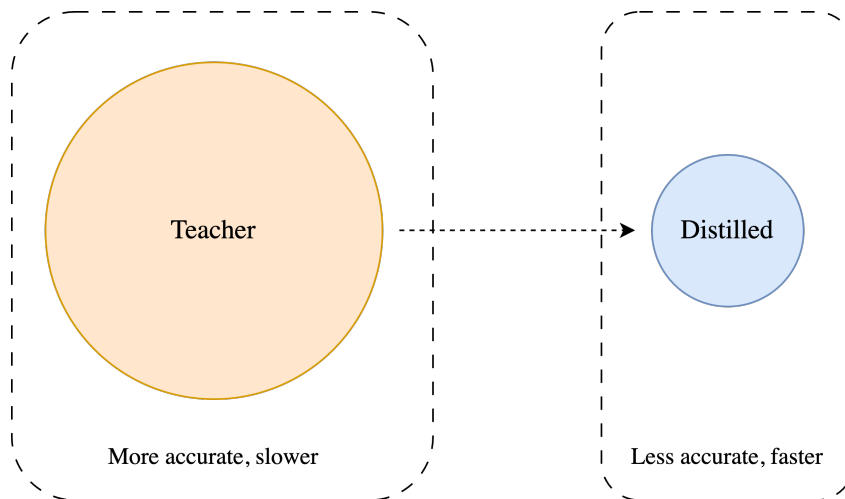 Teacher
Distilled
More accurate, slower
Less accurate, faster